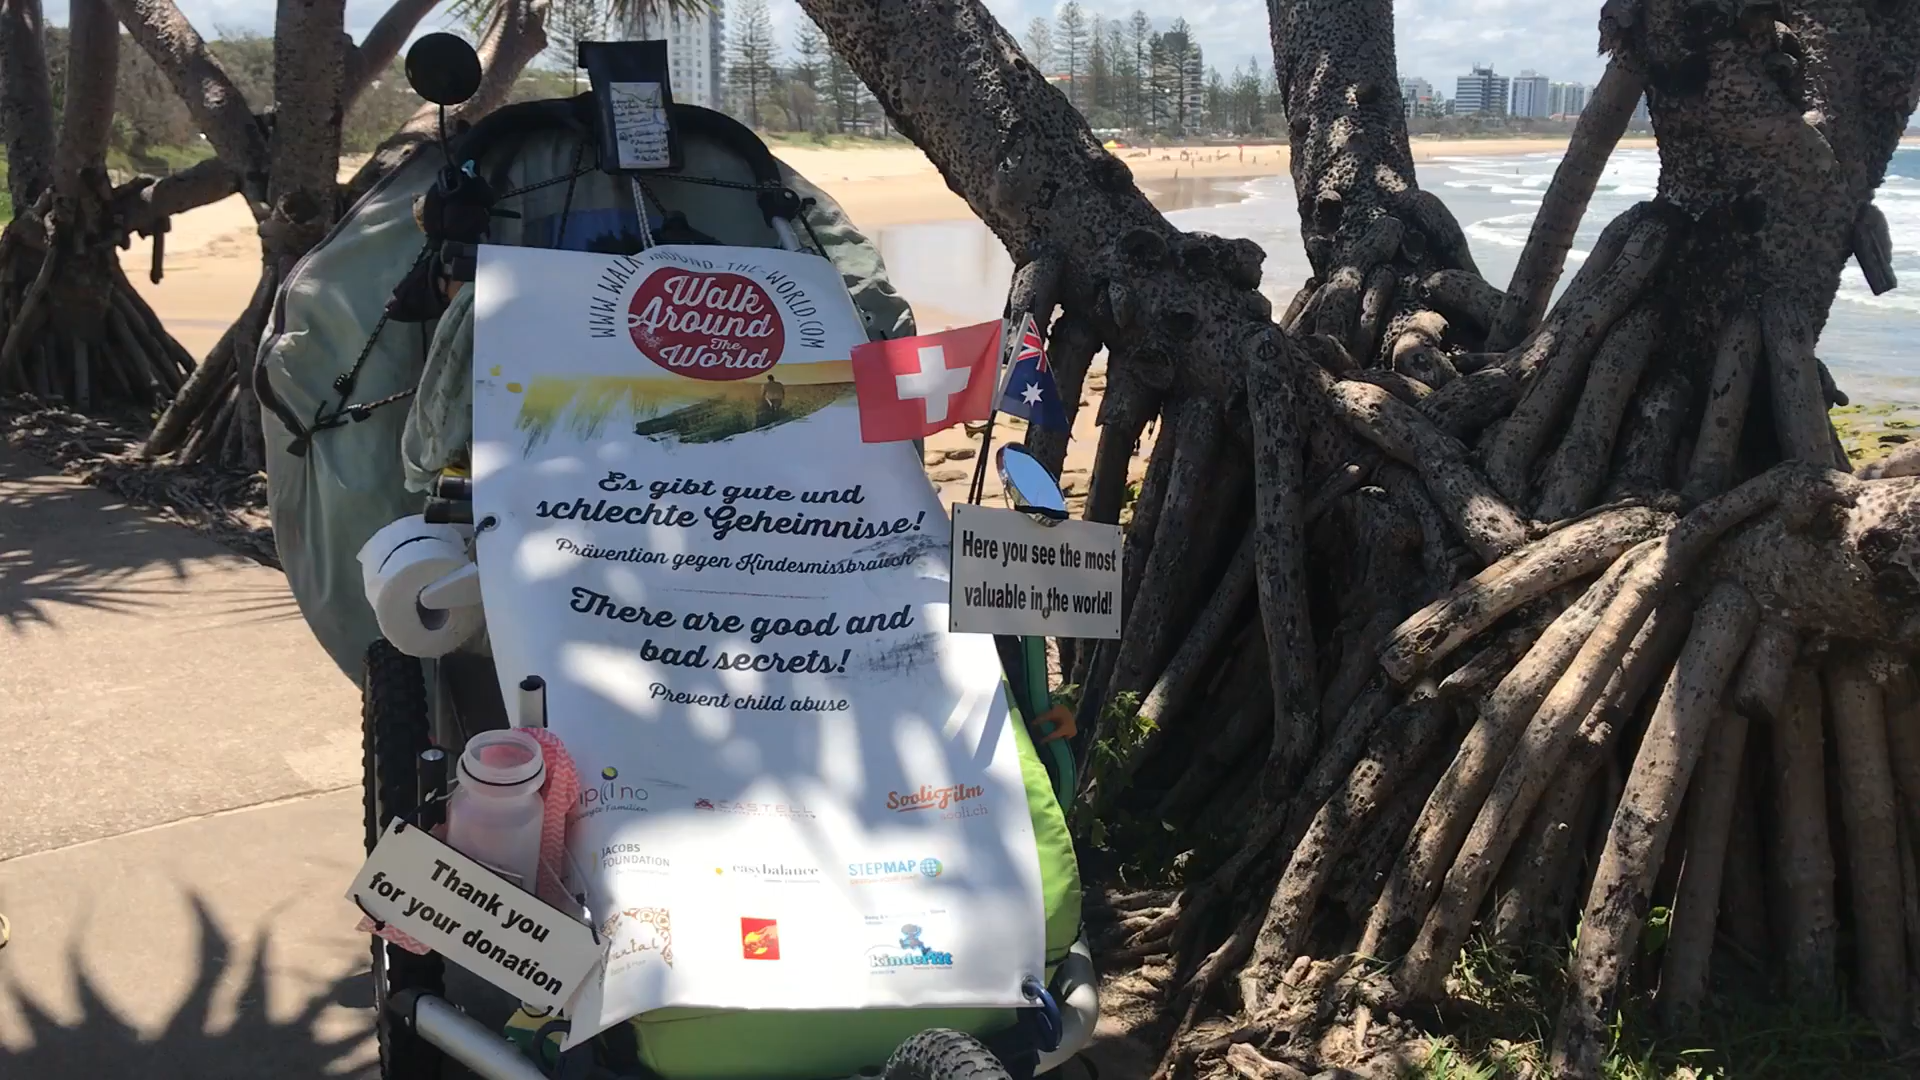 WWW.WALK-AROUND-THE-WORLD.COM
Walk
Around
The
World
Es gibt gute und
schlechte Geheimnisse!
Prävention gegen Kindesmissbrauch
There are good and
bad secrets!
Prevent child abuse
Here you see the most
valuable in the world!
CASTELL
SooliFilm
sooli.ch
JACOBS
FOUNDATION
easybalance
STEPMAP
kinderfit
Thank you
for your donation